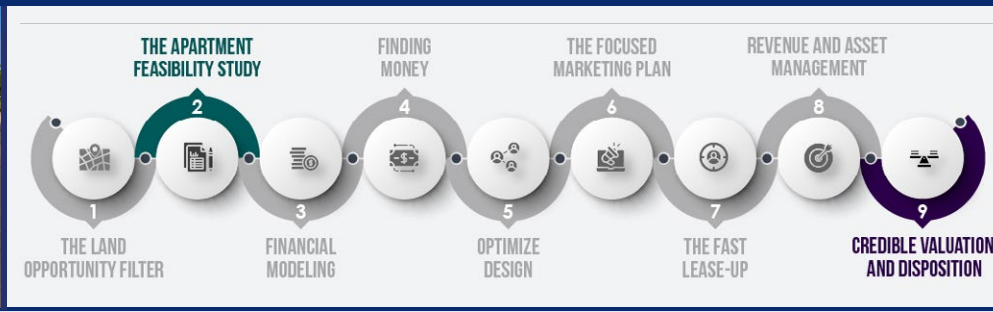 THE APARTMENT
FEASIBILITY STUDY
FINDING
MONEY
THE FOCUSED
MARKETING PLAN
REVENUE AND ASSET
MANAGEMENT
2
4
6
8
1
3
5
7
9
THE LAND
OPPORTUNITY FILTER
FINANCIAL
MODELING
OPTIMIZE
DESIGN
THE FAST
LEASE-UP
CREDIBLE VALUATION
AND DISPOSITION